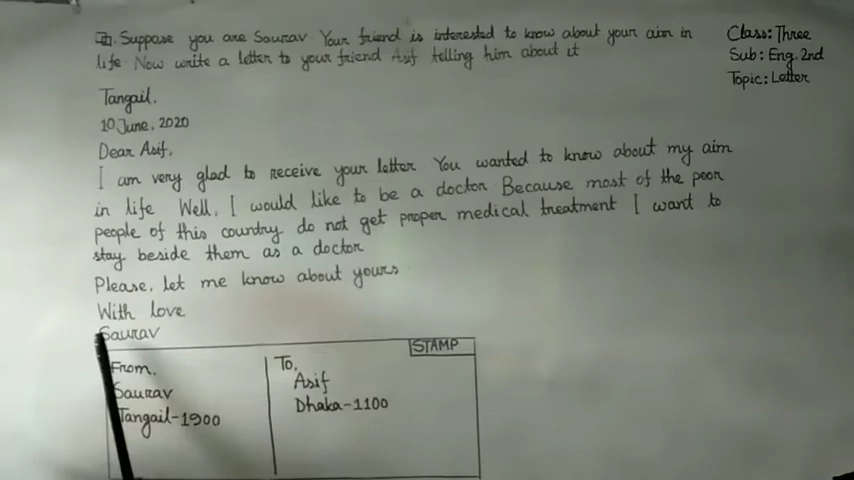 Suppose you are Saurav Your friend is interested to know about your aim in
life Now write a letter to your friend Asif telling him about it
Class: Three
Sub: Eng. 2nd
Topic: Letter
Tangail.
10 June, 2020
Dear Asif,
I am very glad to receive your letter You wanted to know about my aim
in life Well, I would like to be a doctor Because most of the poor
people of this country do not get proper medical treatment I want to
stay beside them as a doctor
Please, let me know about yours
With love
Saurav
STAMP
From,
Saurav
Tangail-1900
To,
Asif
Dhaka-1100